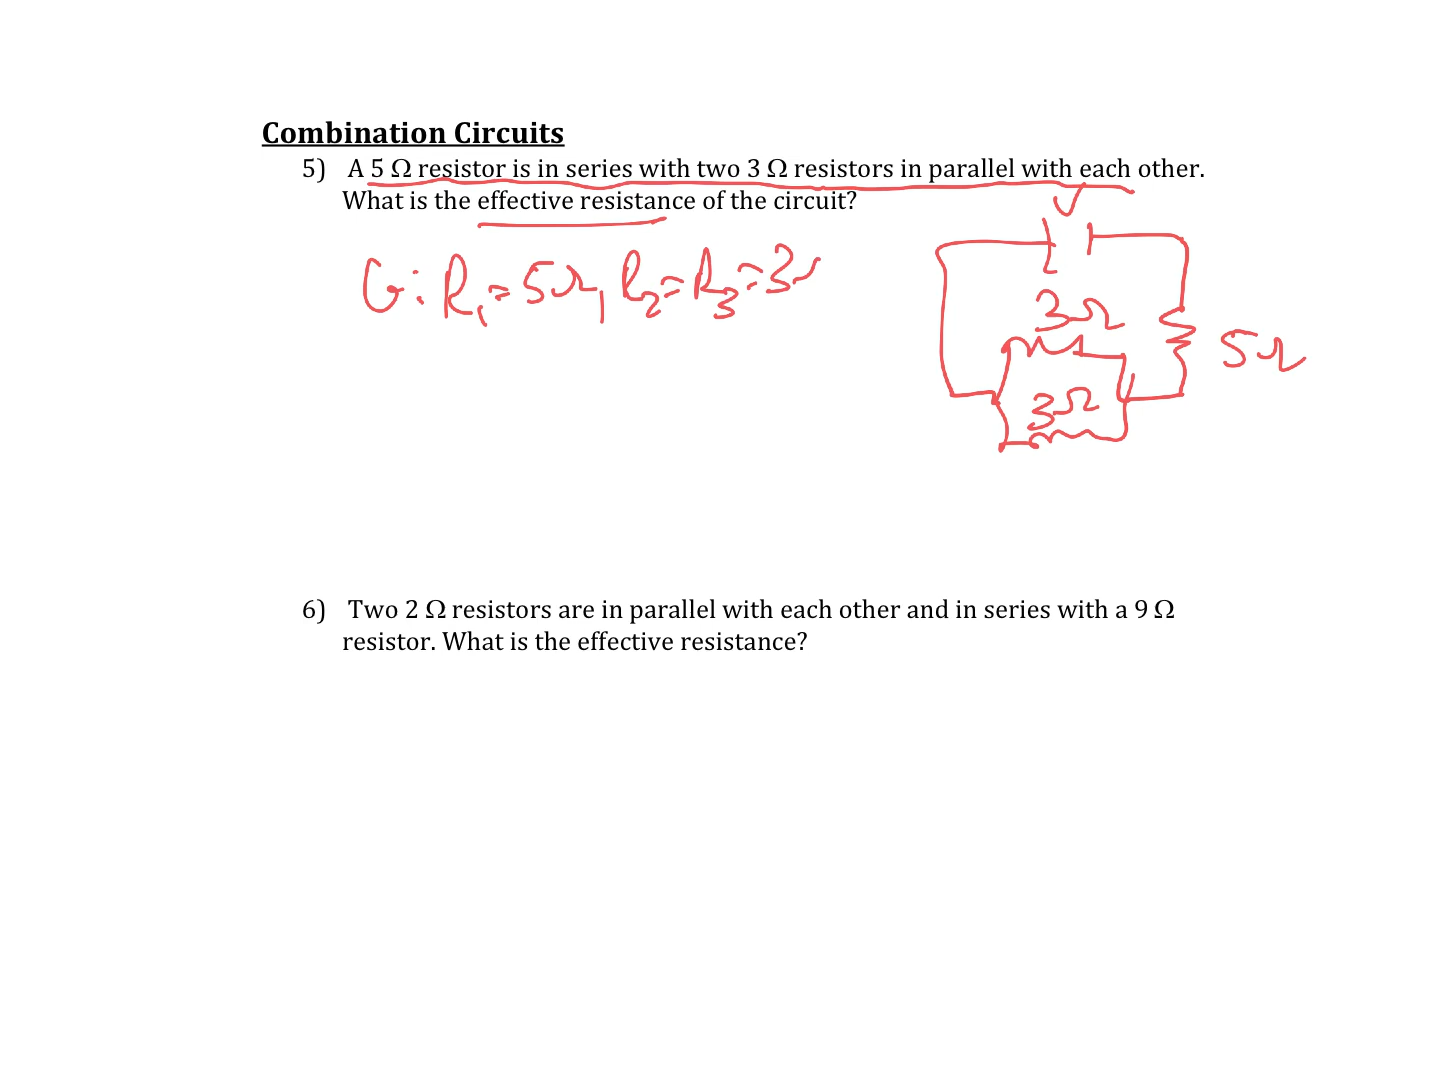 Combination Circuits
5) A 5 Ω resistor is in series with two 3 Ω resistors in parallel with each other.
What is the effective resistance of the circuit?
V
G: R₁ = 5Ω, R₂ = R₃ = 3Ω
3Ω
5Ω
3Ω
6) Two 2 Ω resistors are in parallel with each other and in series with a 9 Ω
resistor. What is the effective resistance?